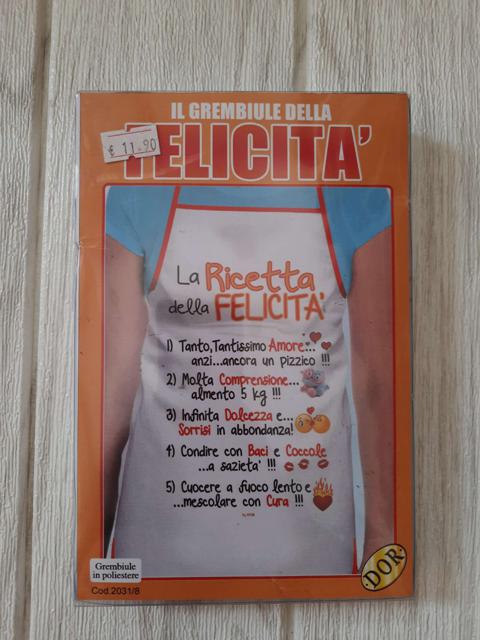 IL GREMBIULE DELLA
FELICITA'
€ 11.90
La Ricetta
della FELICITA'
1) Tanto, Tantissimo Amore...
anzi...ancora un pizzico !!!
2) Molta Comprensione...
almento 5 kg !!!
3) Infinita Dolcezza e...
Sorrisi in abbondanza!
4) Condire con Baci e Coccole
...a sazieta' !!!
5) Cuocere a fuoco lento e
...mescolare con Cura !!!
Grembiule
in poliestere
Cod.2031/8
DOR